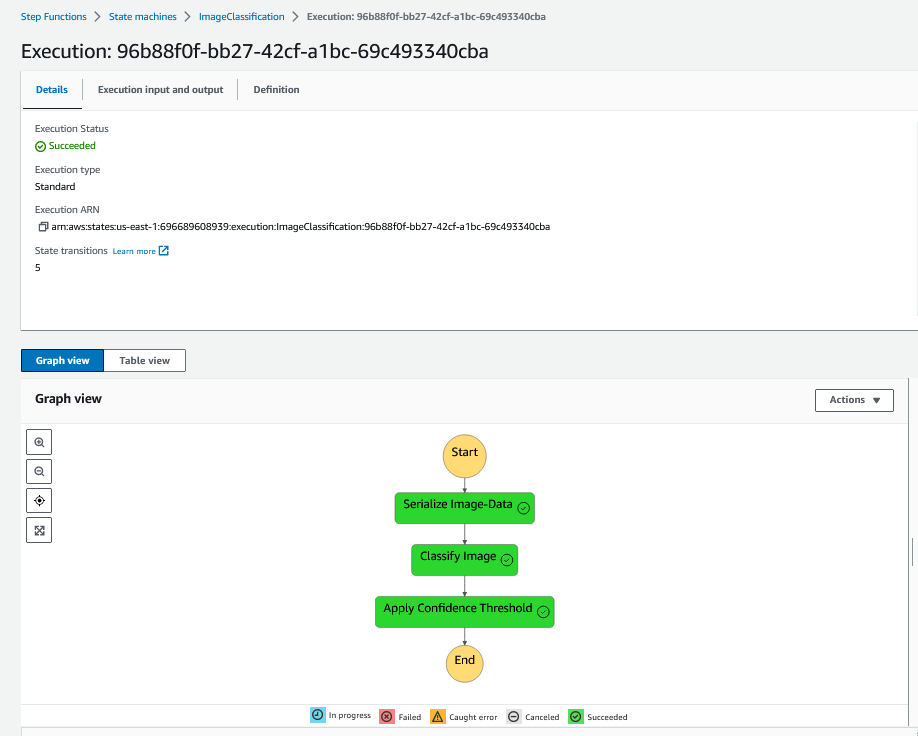 Step Functions > State machines > ImageClassification > Execution: 96b88f0f-bb27-42cf-a1bc-69c493340cba
Execution: 96b88f0f-bb27-42cf-a1bc-69c493340cba
Details Execution input and output Definition
Execution Status
Succeeded
Execution type
Standard
Execution ARN
arn:aws:states:us-east-1:696689608939:execution:ImageClassification:96b88f0f-bb27-42cf-a1bc-69c493340cba
State transitions Learn more
5
Graph view Table view
Graph view Actions
Start
Serialize Image-Data
Classify Image
Apply Confidence Threshold
End
In progress Failed Caught error Canceled Succeeded